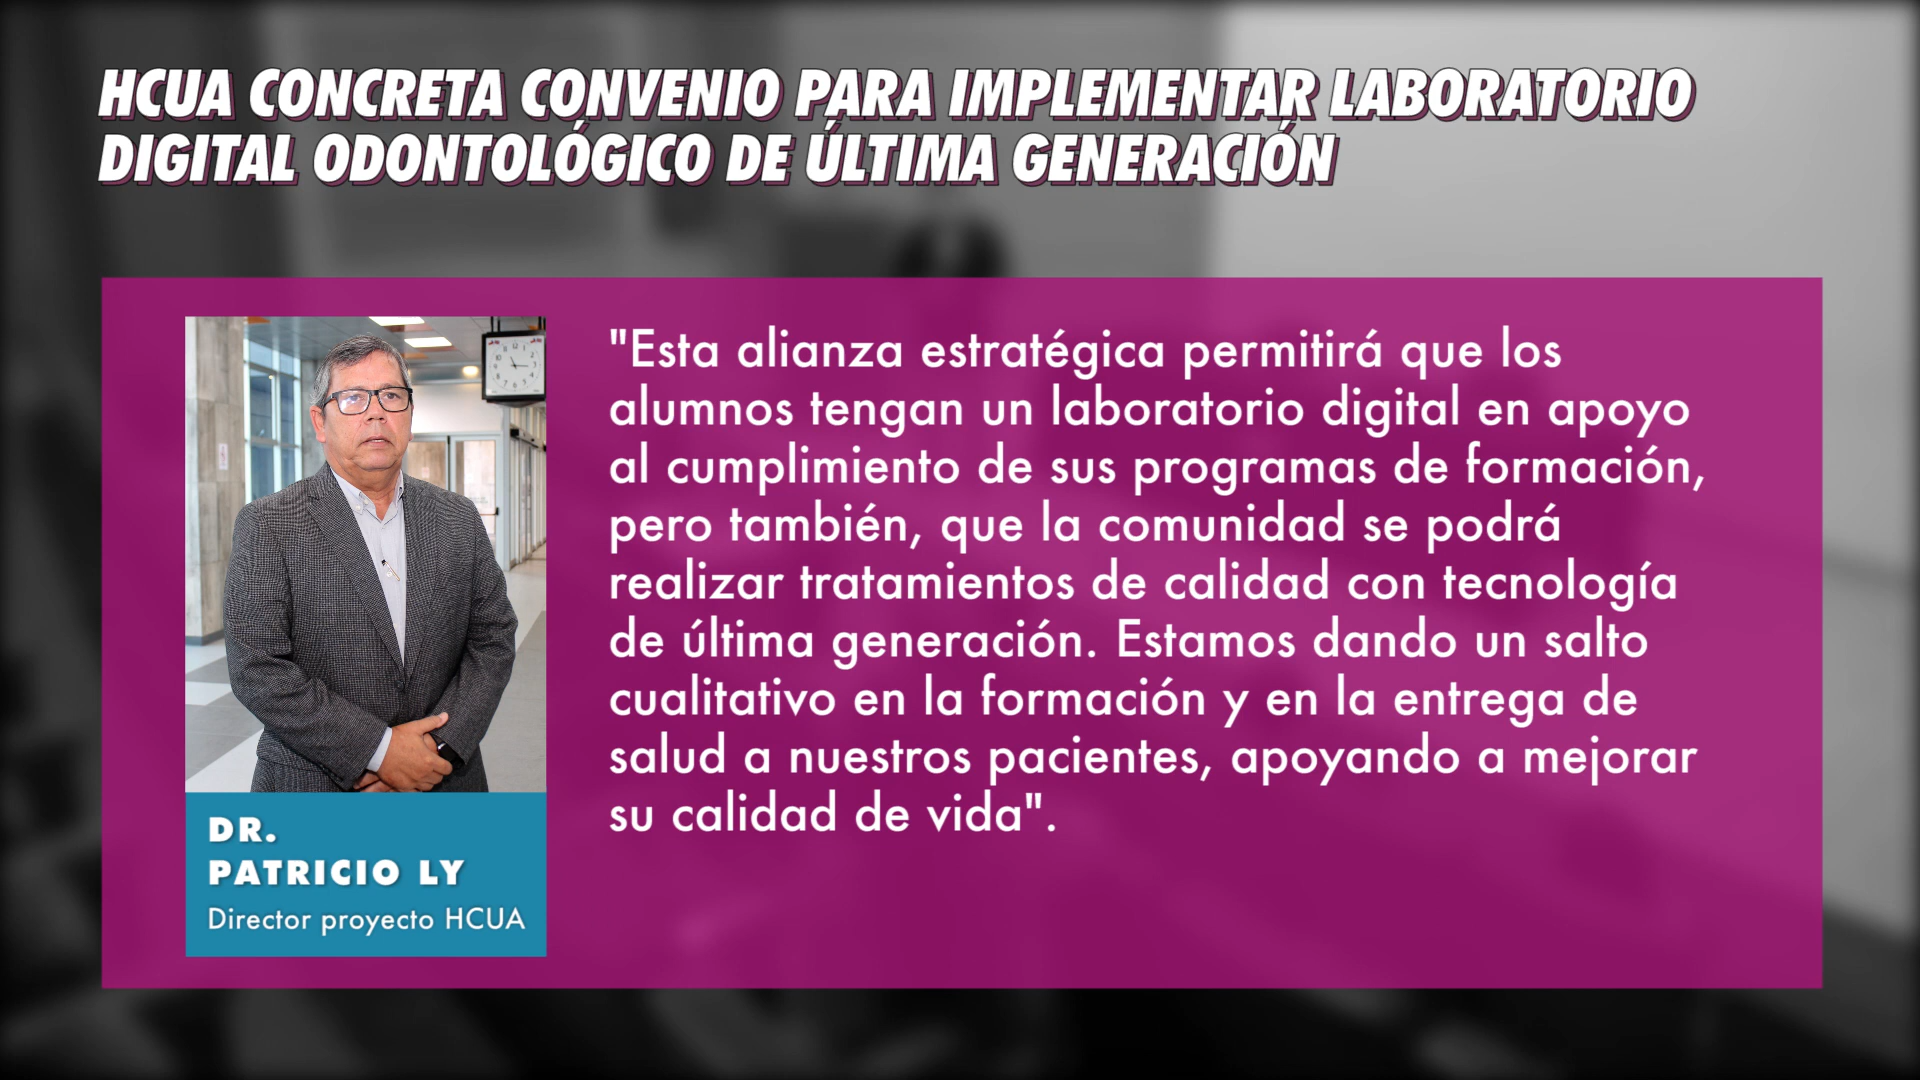 HCUA CONCRETA CONVENIO PARA IMPLEMENTAR LABORATORIO
DIGITAL ODONTOLÓGICO DE ÚLTIMA GENERACIÓN
"Esta alianza estratégica permitirá que los
alumnos tengan un laboratorio digital en apoyo
al cumplimiento de sus programas de formación,
pero también, que la comunidad se podrá
realizar tratamientos de calidad con tecnología
de última generación. Estamos dando un salto
cualitativo en la formación y en la entrega de
salud a nuestros pacientes, apoyando a mejorar
su calidad de vida".
DR.
PATRICIO LY
Director proyecto HCUA